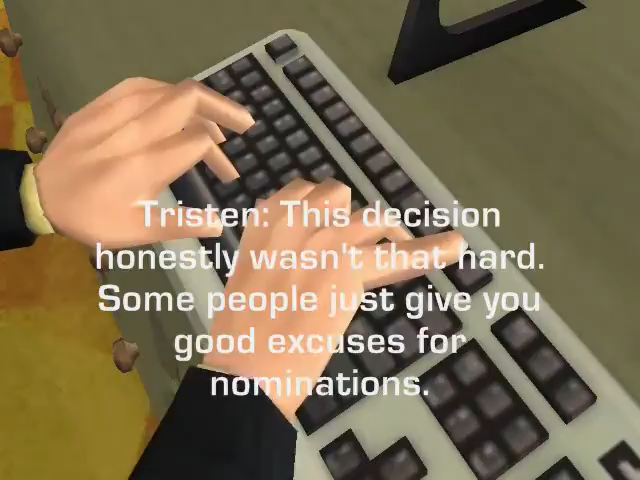 Tristen: This decision
honestly wasn't that hard.
Some people just give you
good excuses for
nominations.